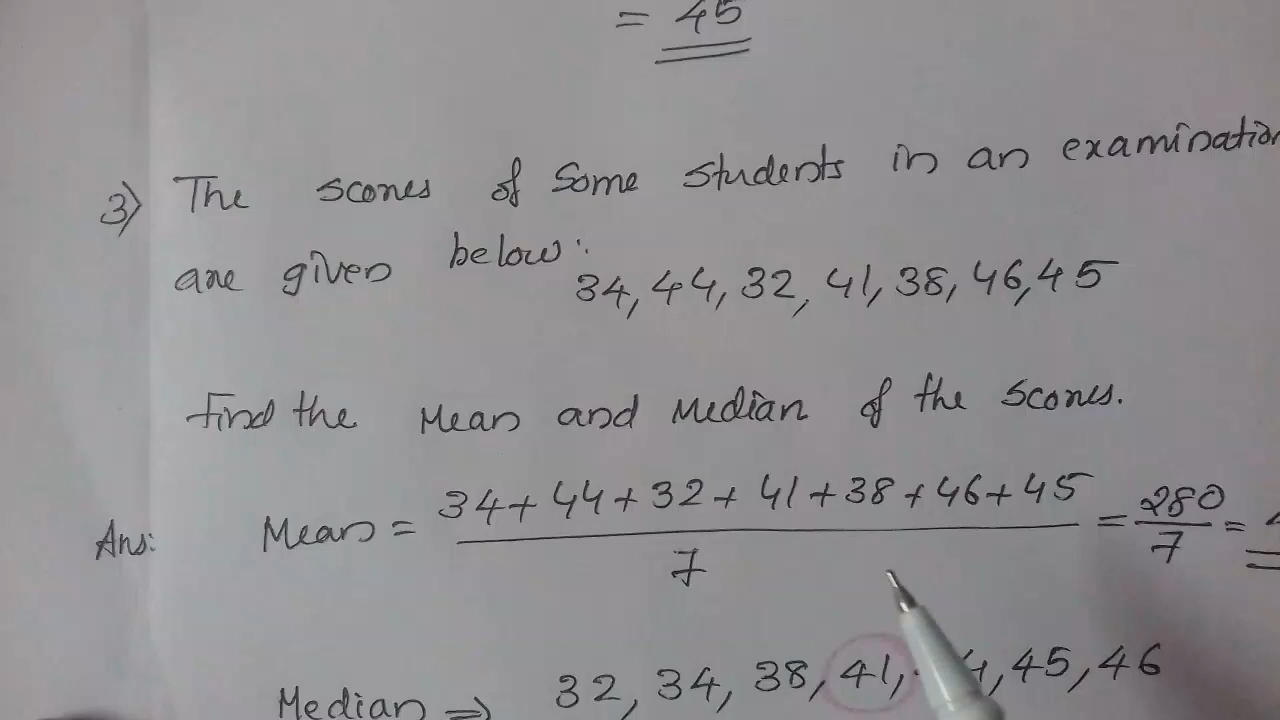 = 45
3) The scores of some students in an examination
are given below:
34, 44, 32, 41, 38, 46, 45
Find the Mean and Median of the scores.
Ans: Mean = 34 + 44 + 32 + 41 + 38 + 46 + 45 / 7 = 280 / 7 =
Median ⇒ 32, 34, 38, 41, 45, 46